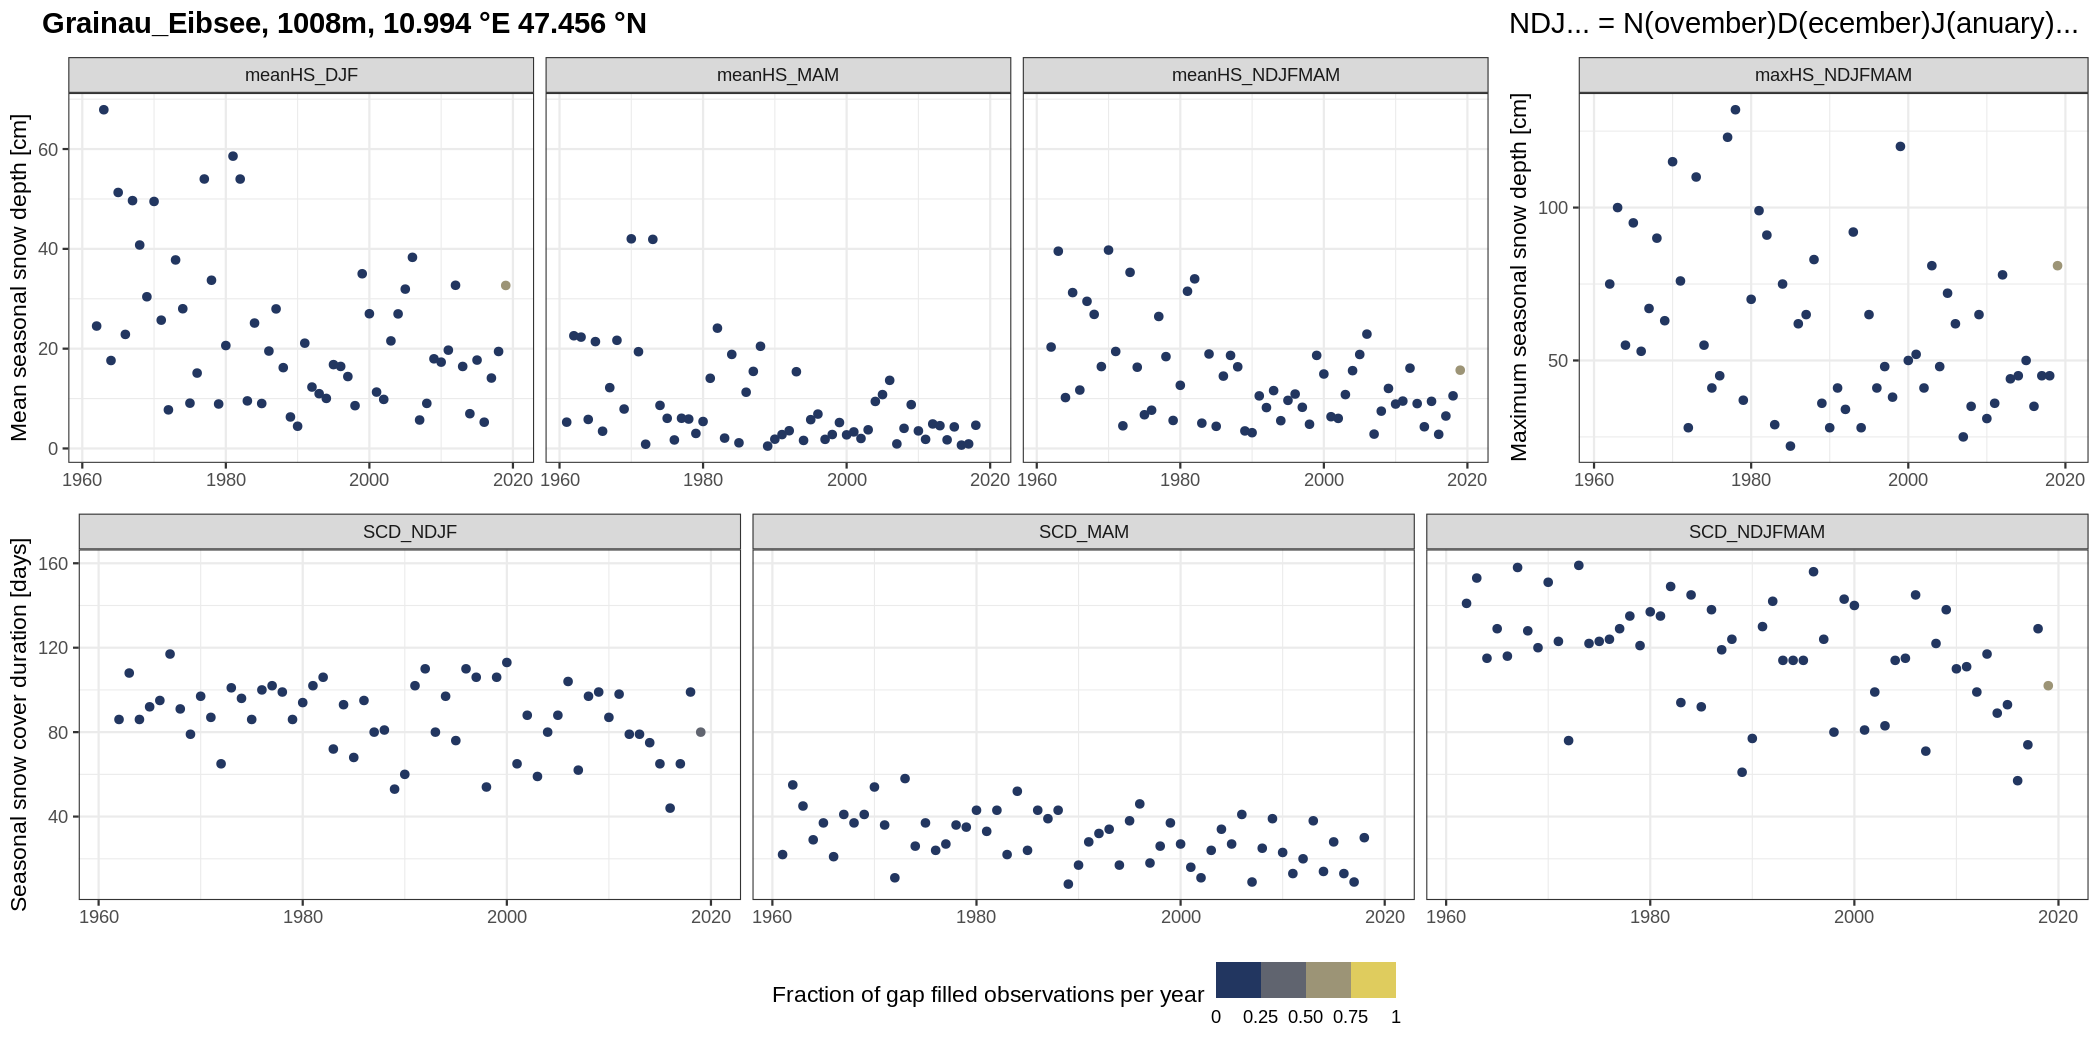 Grainau_Eibsee, 1008m, 10.994 °E 47.456 °N
NDJ... = N(ovember)D(ecember)J(anuary)...
meanHS_DJF
meanHS_MAM
meanHS_NDJFMAM
maxHS_NDJFMAM
Mean seasonal snow depth [cm]
60
40
20
0
1960 1980 2000 2020
1960 1980 2000 2020
1960 1980 2000 2020
Maximum seasonal snow depth [cm]
100
50
1960 1980 2000 2020
SCD_NDJF
SCD_MAM
SCD_NDJFMAM
Seasonal snow cover duration [days]
160
120
80
40
1960 1980 2000 2020
1960 1980 2000 2020
1960 1980 2000 2020
Fraction of gap filled observations per year
0 0.25 0.50 0.75 1